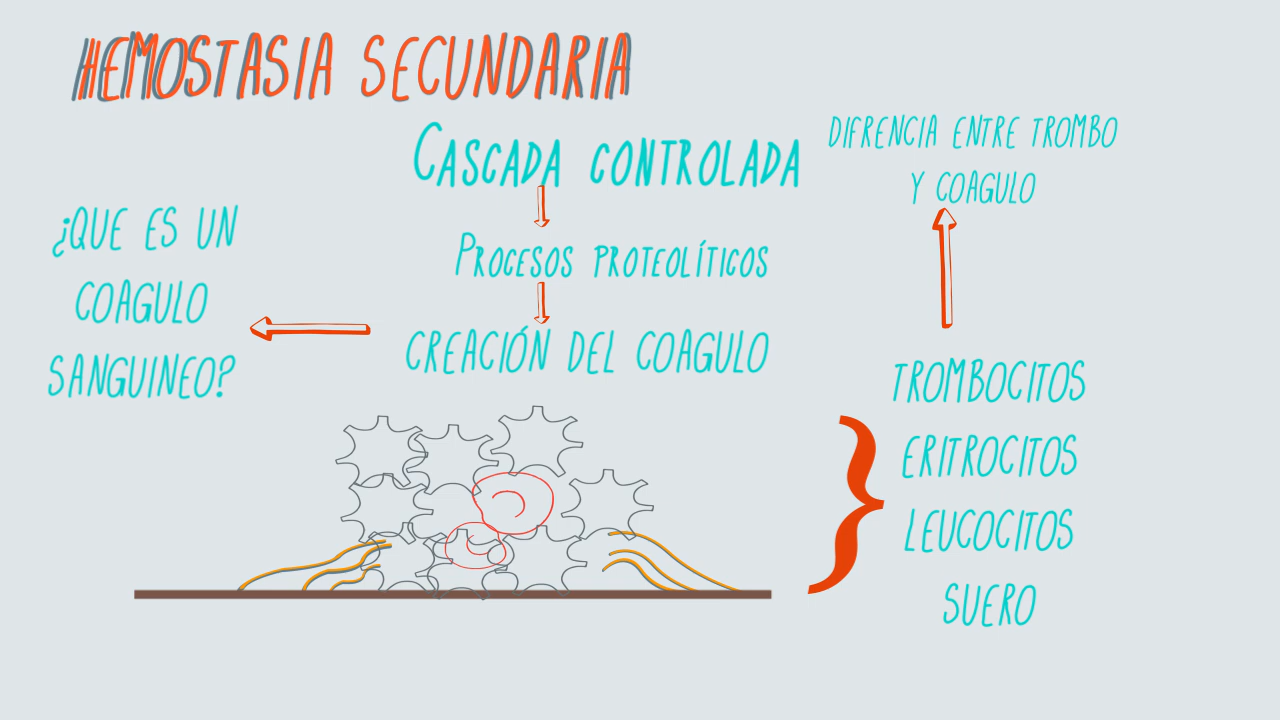 HEMOSTASIA SECUNDARIA
CASCADA CONTROLADA
PROCESOS PROTEOLÍTICOS
CREACIÓN DEL COAGULO
¿QUE ES UN
COAGULO
SANGUINEO?
DIFRENCIA ENTRE TROMBO
Y COAGULO
TROMBOCITOS
ERITROCITOS
LEUCOCITOS
SUERO